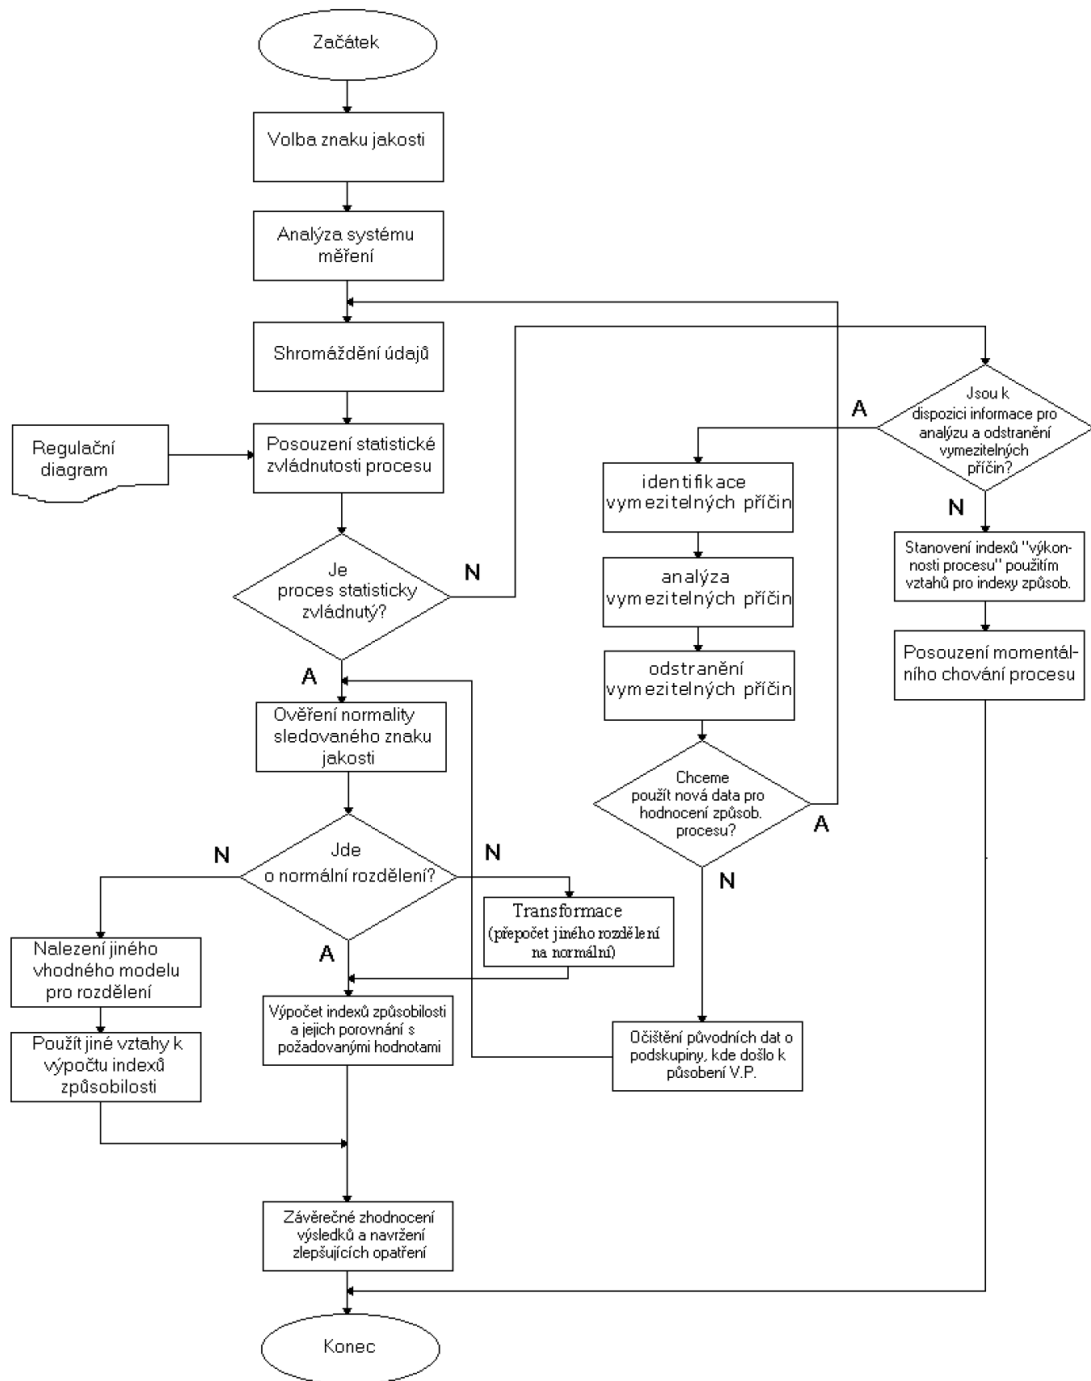 Začátek
Volba znaku jakosti
Analýza systému
měření
Shromáždění údajů
Regulační
diagram
Posouzení statistické
zvládnutosti procesu
Je
proces statisticky
zvládnutý?
N
A
Jsou k
dispozici informace pro
analýzu a odstranění
vymezitelných
příčin?
A
N
identifikace
vymezitelných příčin
analýza
vymezitelných příčin
odstranění
vymezitelných příčin
Stanovení indexů "výkon-
nosti procesu" použitím
vztahů pro indexy způsob.
Posouzení momentál-
ního chování procesu
Ověření normality
sledovaného znaku
jakosti
Chceme
použít nová data pro
hodnocení způsob.
procesu?
A
N
Jde
o normální rozdělení?
N
N
A
Transformace
(přepočet jiného rozdělení
na normální)
Nalezení jiného
vhodného modelu
pro rozdělení
Použít jiné vztahy k
výpočtu indexů
způsobilosti
Výpočet indexů způsobilosti
a jejich porovnání s
požadovanými hodnotami
Očištění původních dat o
podskupiny, kde došlo k
působení V.P.
Závěrečné zhodnocení
výsledků a navržení
zlepšujících opatření
Konec